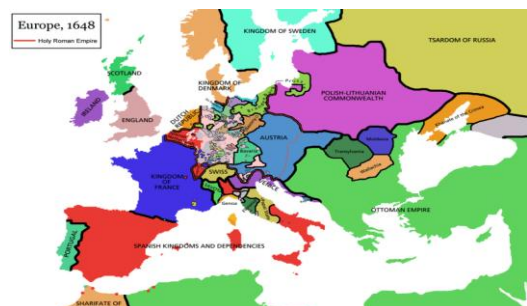 Europe, 1648
Holy Roman Empire
KINGDOM OF SWEDEN
TSARDOM OF RUSSIA
SCOTLAND
KINGDOM OF
DENMARK
IRELAND
ENGLAND
DUTCH
REPUBLIC
POLISH-LITHUANIAN
COMMONWEALTH
AUSTRIA
Bavaria
Transylvania
Moldavia
Wallachia
KINGDOM
OF FRANCE
SWISS
VENICE
Genoa
OTTOMAN EMPIRE
PORTUGAL
SPANISH KINGDOMS AND DEPENDENCIES
SHARIFATE OF